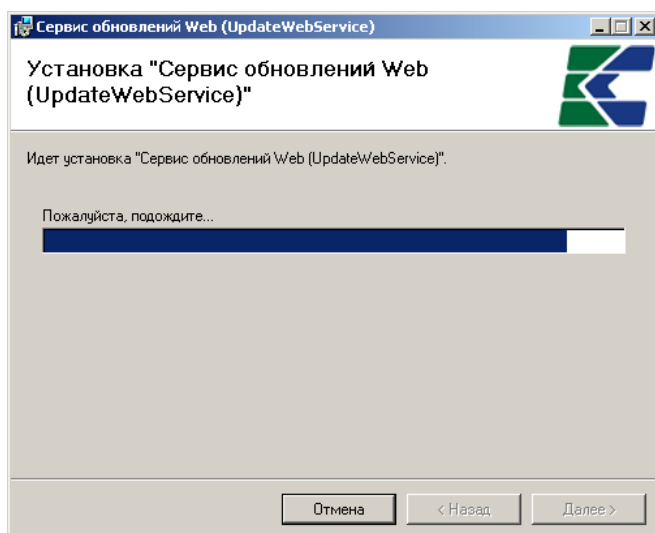 Сервис обновлений Web (UpdateWebService)
Установка "Сервис обновлений Web
(UpdateWebService)"
Идет установка "Сервис обновлений Web (UpdateWebService)".
Пожалуйста, подождите...
Отмена
< Назад
Далее >